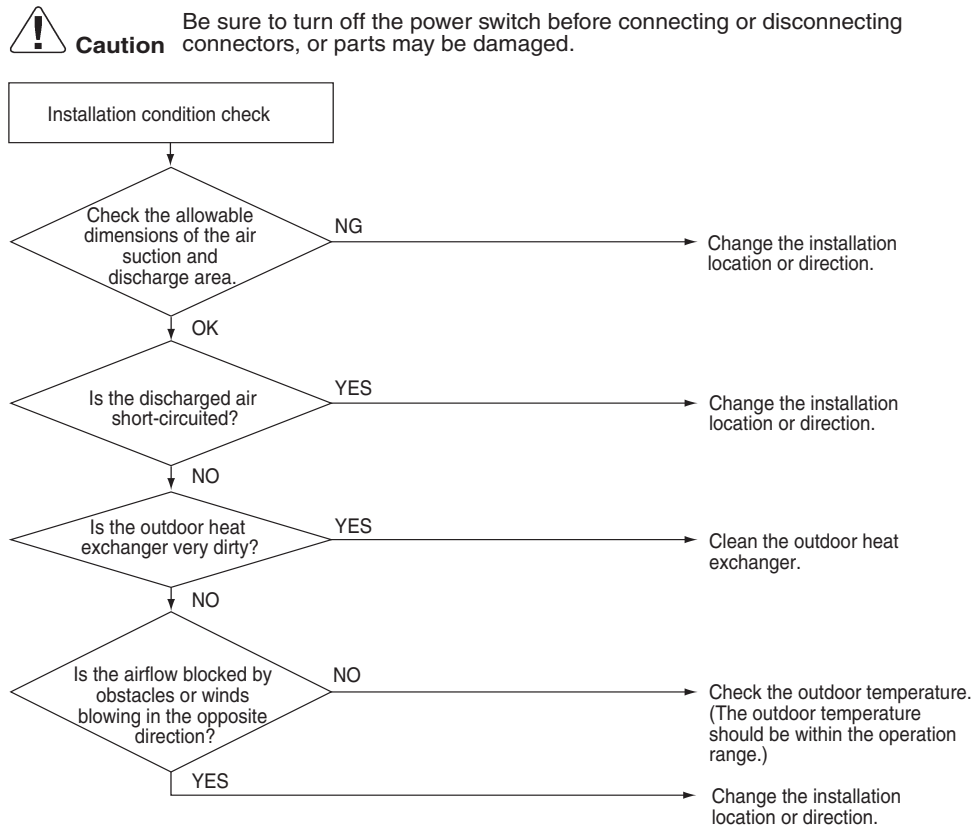 Be sure to turn off the power switch before connecting or disconnecting
Caution connectors, or parts may be damaged.
Installation condition check
Check the allowable
dimensions of the air
suction and
discharge area.
NG
Change the installation
location or direction.
OK
Is the discharged air
short-circuited?
YES
Change the installation
location or direction.
NO
Is the outdoor heat
exchanger very dirty?
YES
Clean the outdoor heat
exchanger.
NO
Is the airflow blocked by
obstacles or winds
blowing in the opposite
direction?
NO
Check the outdoor temperature.
(The outdoor temperature
should be within the operation
range.)
YES
Change the installation
location or direction.